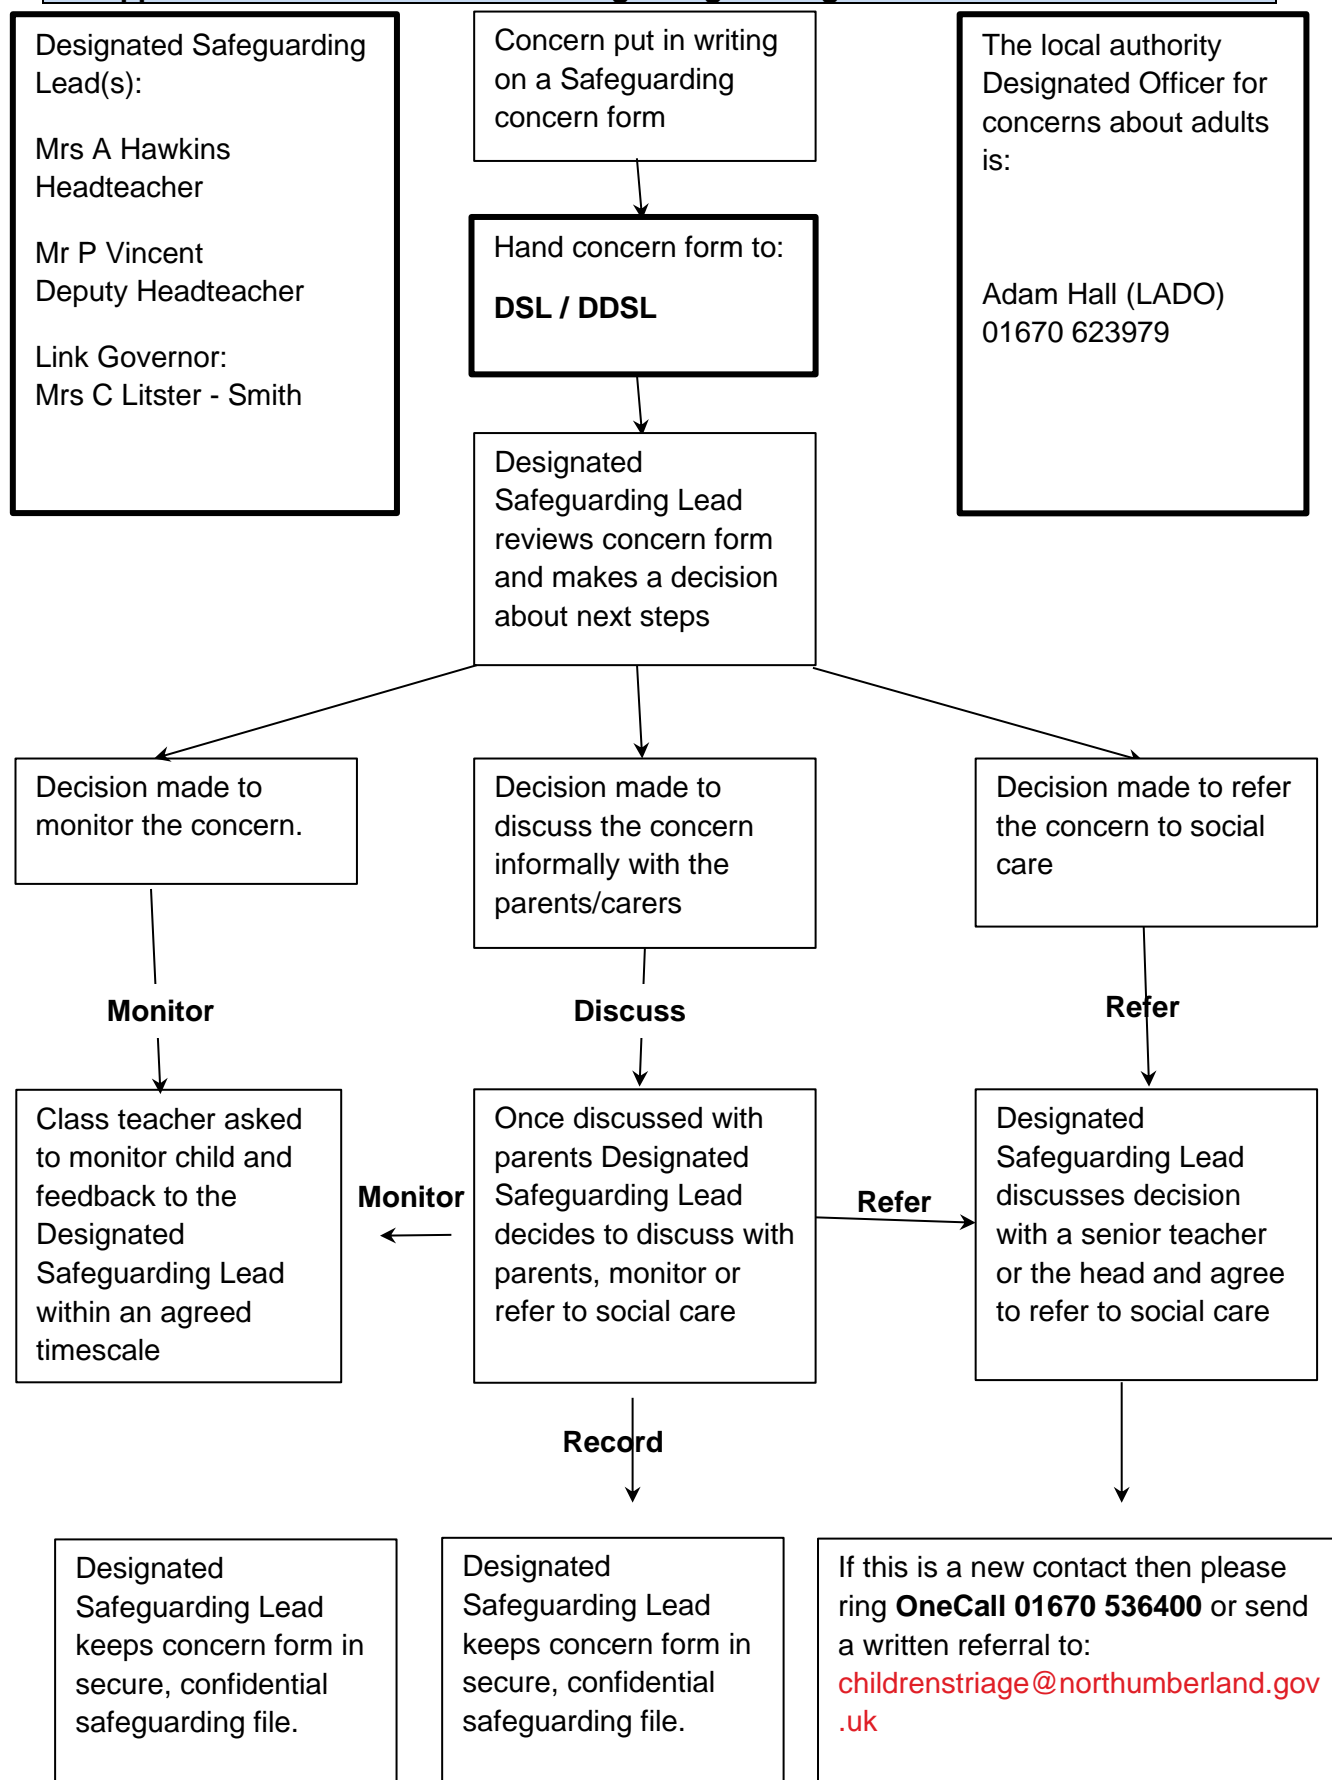 Designated Safeguarding
Lead(s):
Mrs A Hawkins
Headteacher
Mr P Vincent
Deputy Headteacher
Link Governor:
Mrs C Litster - Smith
Concern put in writing
on a Safeguarding
concern form
The local authority
Designated Officer for
concerns about adults
is:
Adam Hall (LADO)
01670 623979
Hand concern form to:
DSL / DDSL
Designated
Safeguarding Lead
reviews concern form
and makes a decision
about next steps
Decision made to
monitor the concern.
Decision made to
discuss the concern
informally with the
parents/carers
Decision made to refer
the concern to social
care
Monitor
Discuss
Refer
Class teacher asked
to monitor child and
feedback to the
Designated
Safeguarding Lead
within an agreed
timescale
Monitor
Once discussed with
parents Designated
Safeguarding Lead
decides to discuss with
parents, monitor or
refer to social care
Refer
Designated
Safeguarding Lead
discusses decision
with a senior teacher
or the head and agree
to refer to social care
Record
Designated
Safeguarding Lead
keeps concern form in
secure, confidential
safeguarding file.
Designated
Safeguarding Lead
keeps concern form in
secure, confidential
safeguarding file.
If this is a new contact then please
ring OneCall 01670 536400 or send
a written referral to:
childrenstriage@northumberland.gov
.uk